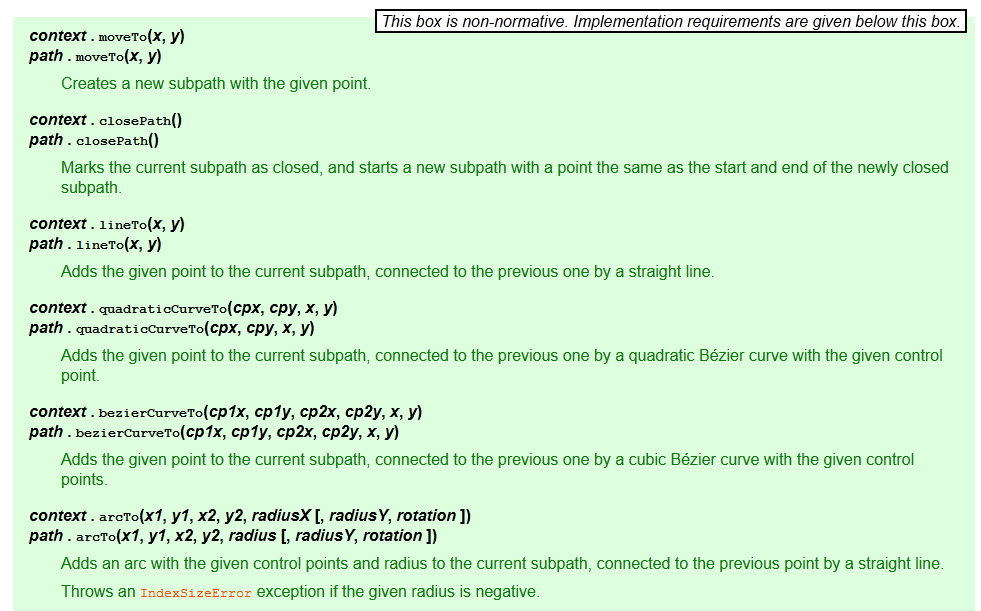 This box is non-normative. Implementation requirements are given below this box.
context . moveTo(x, y)
path . moveTo(x, y)
Creates a new subpath with the given point.
context . closePath()
path . closePath()
Marks the current subpath as closed, and starts a new subpath with a point the same as the start and end of the newly closed
subpath.
context . lineTo(x, y)
path . lineTo(x, y)
Adds the given point to the current subpath, connected to the previous one by a straight line.
context . quadraticCurveTo(cpx, cpy, x, y)
path . quadraticCurveTo(cpx, cpy, x, y)
Adds the given point to the current subpath, connected to the previous one by a quadratic Bézier curve with the given control
point.
context . bezierCurveTo(cp1x, cp1y, cp2x, cp2y, x, y)
path . bezierCurveTo(cp1x, cp1y, cp2x, cp2y, x, y)
Adds the given point to the current subpath, connected to the previous one by a cubic Bézier curve with the given control
points.
context . arcTo(x1, y1, x2, y2, radiusX [, radiusY, rotation ])
path . arcTo(x1, y1, x2, y2, radius [, radiusY, rotation ])
Adds an arc with the given control points and radius to the current subpath, connected to the previous point by a straight line.
Throws an IndexSizeError exception if the given radius is negative.